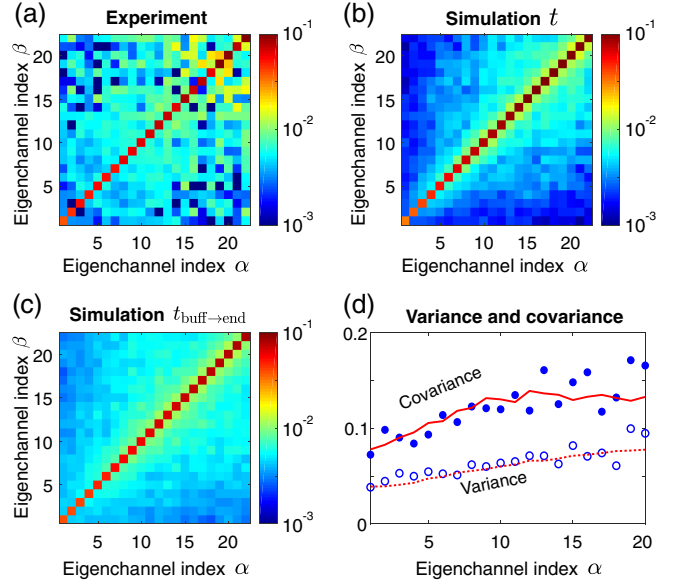 (a) Experiment
Eigenchannel index β
20
15
10
5
5 10 15 20
Eigenchannel index α
10⁻¹
10⁻²
10⁻³
(b) Simulation t
Eigenchannel index β
20
15
10
5
5 10 15 20
Eigenchannel index α
10⁻¹
10⁻²
10⁻³
(c) Simulation t_buff→end
Eigenchannel index β
20
15
10
5
5 10 15 20
Eigenchannel index α
10⁻¹
10⁻²
10⁻³
(d) Variance and covariance
0.2
0.1
0
Covariance
Variance
5 10 15 20
Eigenchannel index α